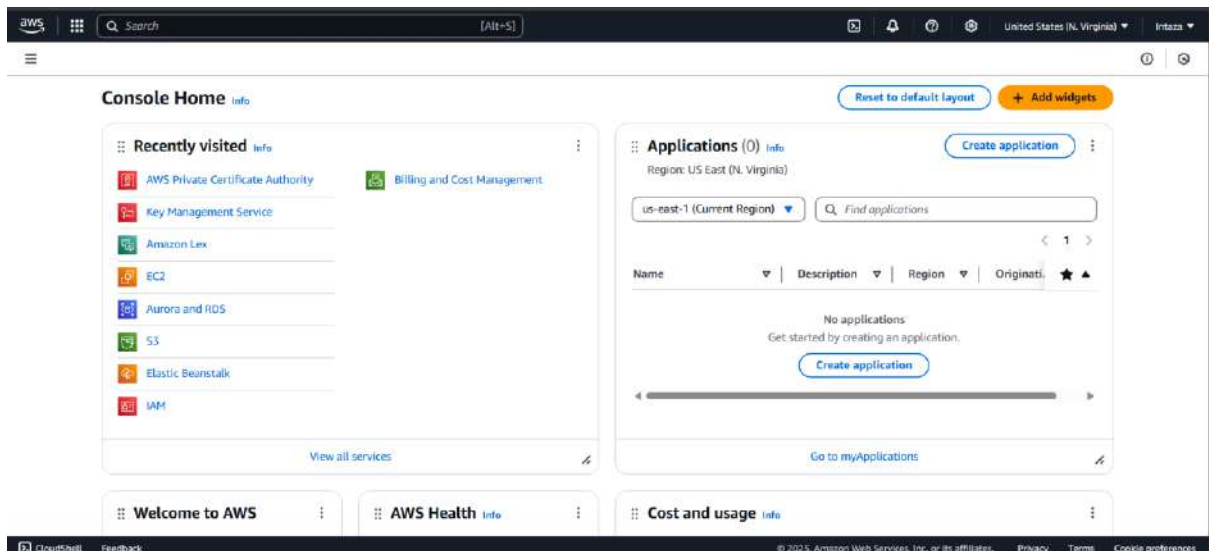 aws Search [Alt+S] United States (N. Virginia) Intaza
Console Home Info Reset to default layout + Add widgets
Recently visited Info
AWS Private Certificate Authority Billing and Cost Management
Key Management Service
Amazon Lex
EC2
Aurora and RDS
S3
Elastic Beanstalk
IAM
View all services
Applications (0) Info Create application
Region: US East (N. Virginia)
us-east-1 (Current Region) Find applications
1
Name Description Region Originati.
No applications
Get started by creating an application.
Create application
Go to myApplications
Welcome to AWS AWS Health Info Cost and usage Info
CloudShell Feedback © 2025, Amazon Web Services, Inc. or its affiliates. Privacy Terms Cookie preferences